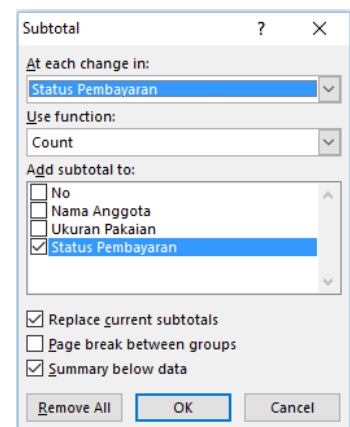 Subtotal ?
At each change in:
Status Pembayaran
Use function:
Count
Add subtotal to:
No
Nama Anggota
Ukuran Pakaian
Status Pembayaran
Replace current subtotals
Page break between groups
Summary below data
Remove All OK Cancel